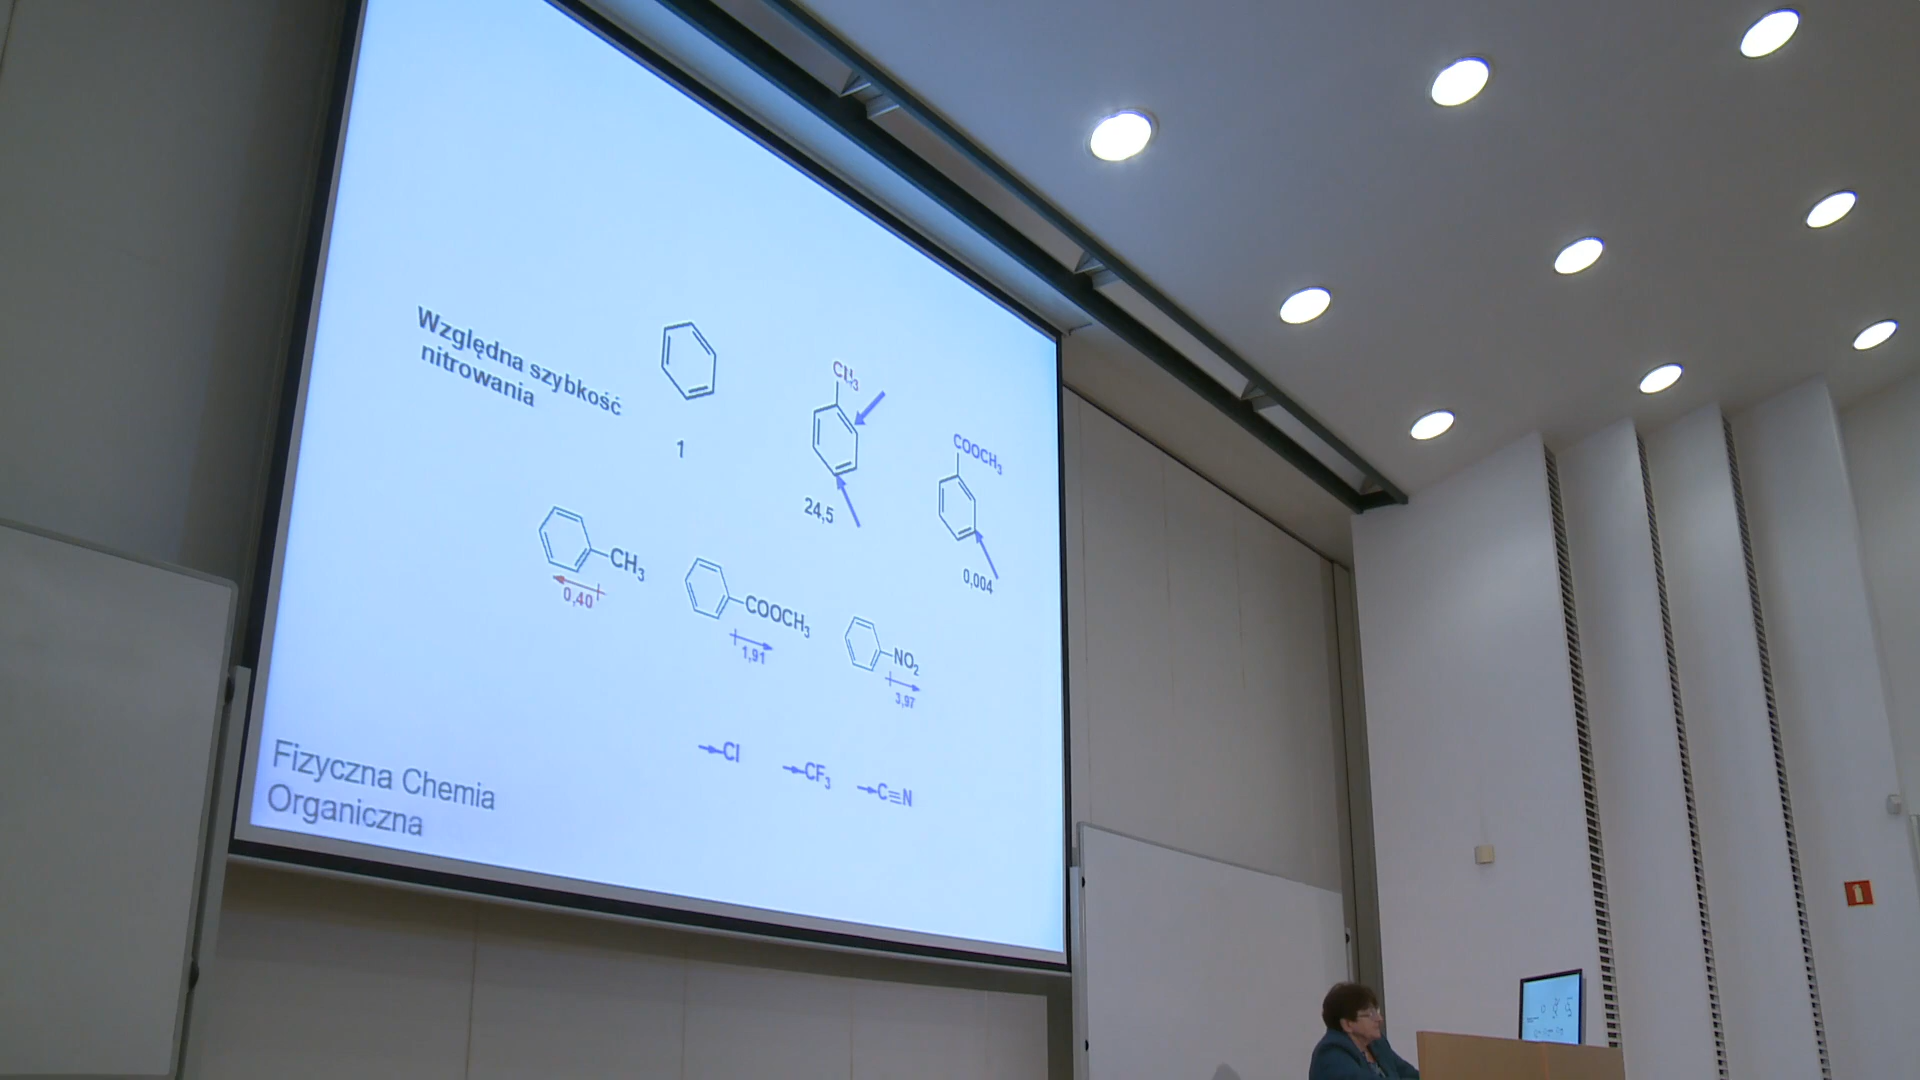 Względna szybkość
nitrowania
1
CH3
24,5
COOCH3
0,004
CH3
0,40
COOCH3
1,91
NO2
3,97
Cl
CF3
C≡N
Fizyczna Chemia
Organiczna